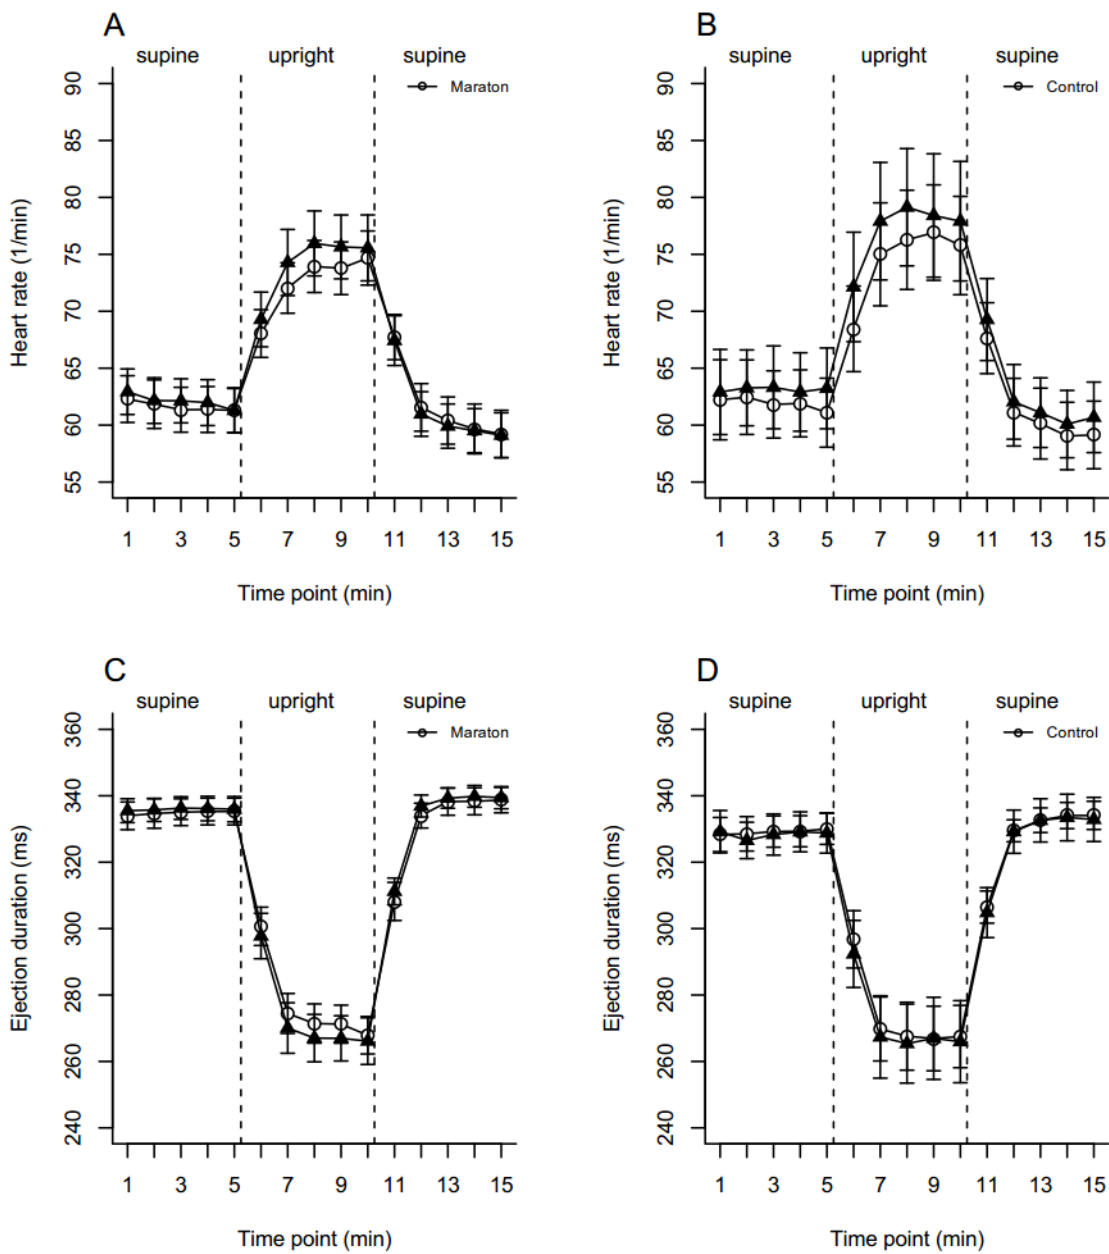 A
supine upright supine
Maraton
Heart rate (1/min)
90
85
80
75
70
65
60
55
1 3 5 7 9 11 13 15
Time point (min)
B
supine upright supine
Control
Heart rate (1/min)
90
85
80
75
70
65
60
55
1 3 5 7 9 11 13 15
Time point (min)
C
supine upright supine
Maraton
Ejection duration (ms)
360
340
320
300
280
260
240
1 3 5 7 9 11 13 15
Time point (min)
D
supine upright supine
Control
Ejection duration (ms)
360
340
320
300
280
260
240
1 3 5 7 9 11 13 15
Time point (min)